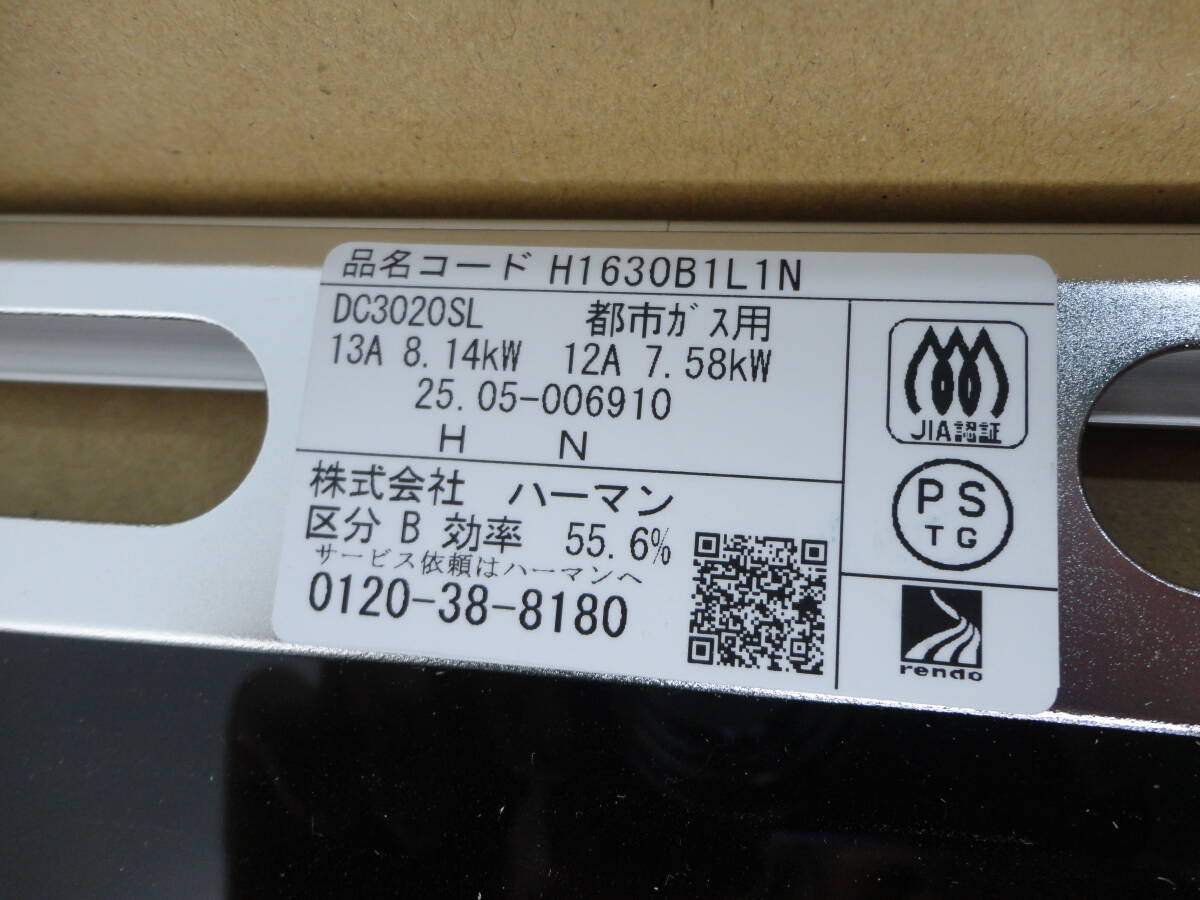 品名コード H1630B1L1N
DC3020SL 都市ガス用
13A 8.14kW 12A 7.58kW
25.05-006910
H N
株式会社 ハーマン
区分 B 効率 55.6%
サービス依頼はハーマンへ
0120-38-8180
JIA認証
PS
TG
rendo